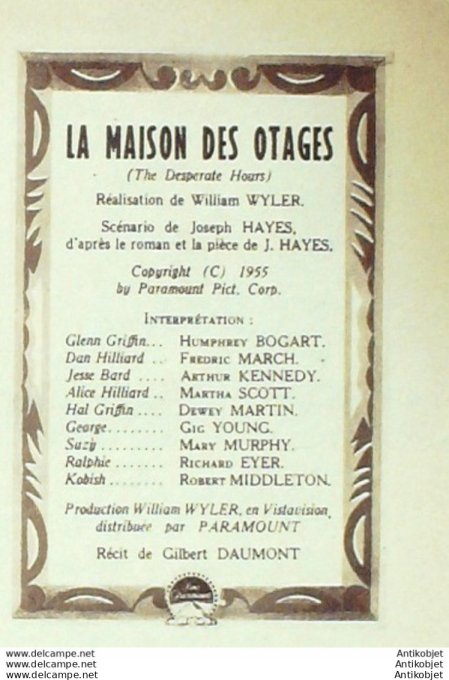 LA MAISON DES OTAGES
(The Desperate Hours)
Réalisation de William WYLER.
Scénario de Joseph HAYES,
d'après le roman et la pièce de J. HAYES.
Copyright (C) 1955
by Paramount Pict. Corp.
INTERPRÉTATION :
Glenn Griffin... HUMPHREY BOGART.
Dan Hilliard .. FREDRIC MARCH.
Jesse Bard .... ARTHUR KENNEDY.
Alice Hilliard .. MARTHA SCOTT.
Hal Griffin .... DEWEY MARTIN.
George........ GIG YOUNG.
Suzy ......... MARY MURPHY.
Ralphie ....... RICHARD EYER.
Kobish........ ROBERT MIDDLETON.
Production William WYLER, en Vistavision
distribuée par PARAMOUNT
Récit de Gilbert DAUMONT
Paramount
www.delcampe.net Antikobjet
www.delcampe.net Antikobjet